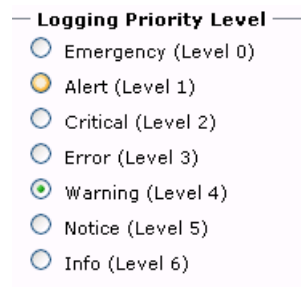 Logging Priority Level
Emergency (Level 0)
Alert (Level 1)
Critical (Level 2)
Error (Level 3)
Warning (Level 4)
Notice (Level 5)
Info (Level 6)